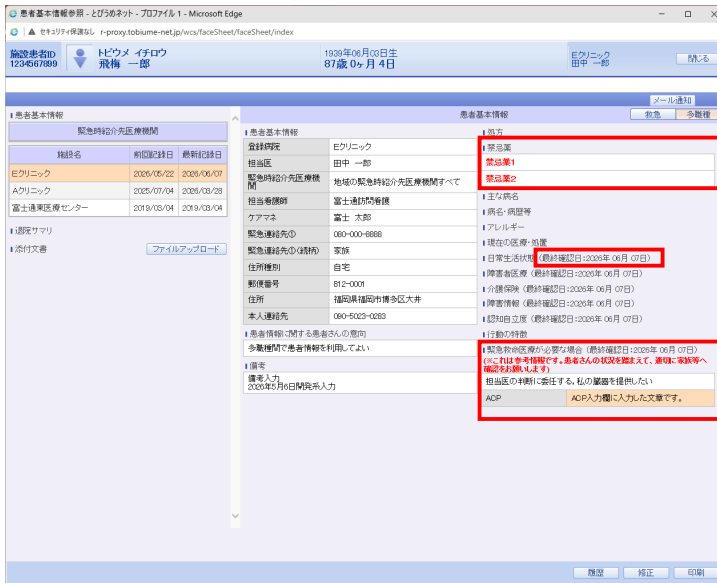 患者基本情報参照 - とびうめネット - プロファイル 1 - Microsoft Edge
セキュリティ保護なし r-proxy.tobiume-net.jp/wcs/faceSheet/faceSheet/index
施設患者ID
1234567899
トビウメ イチロウ
飛梅 一郎
1939年06月03日生
87歳 0ヶ月 4日
Eクリニック
田中 一郎
閉じる
メール通知
患者基本情報
患者基本情報
救急
多職種
緊急時紹介先医療機関
施設名 前回記録日 最新記録日
Eクリニック 2026/05/22 2026/06/07
Aクリニック 2025/07/04 2026/03/28
富士通東医療センター 2019/03/04 2019/03/04
退院サマリ
添付文書
ファイルアップロード
患者基本情報
登録病院 Eクリニック
担当医 田中 一郎
緊急時紹介先医療機関 地域の緊急時紹介先医療機関すべて
担当看護師 富士通訪問看護
ケアマネ 富士 太郎
緊急連絡先① 080-000-8888
緊急連絡先①(続柄) 家族
住所種別 自宅
郵便番号 812-0001
住所 福岡県福岡市博多区大井
本人連絡先 090-5023-0283
患者情報に関する患者さんの意向
多職種間で患者情報を利用してよい
備考
備考入力
2026年5月6日開発系入力
処方
禁忌薬
禁忌薬1
禁忌薬2
主な病名
病名・病歴等
アレルギー
現在の医療・処置
日常生活状態(最終確認日:2026年 06月 07日)
障害者医療(最終確認日:2026年 06月 07日)
介護保険(最終確認日:2026年 06月 07日)
障害情報(最終確認日:2026年 06月 07日)
認知自立度(最終確認日:2026年 06月 07日)
行動の特徴
緊急救命医療が必要な場合(最終確認日:2026年 06月 07日)
(※これは参考情報です。患者さんの状況を踏まえて、適切に家族等へ
確認をお願いします)
担当医の判断に委任する、私の臓器を提供したい
ACP ACP入力欄に入力した文章です。
履歴
修正
印刷